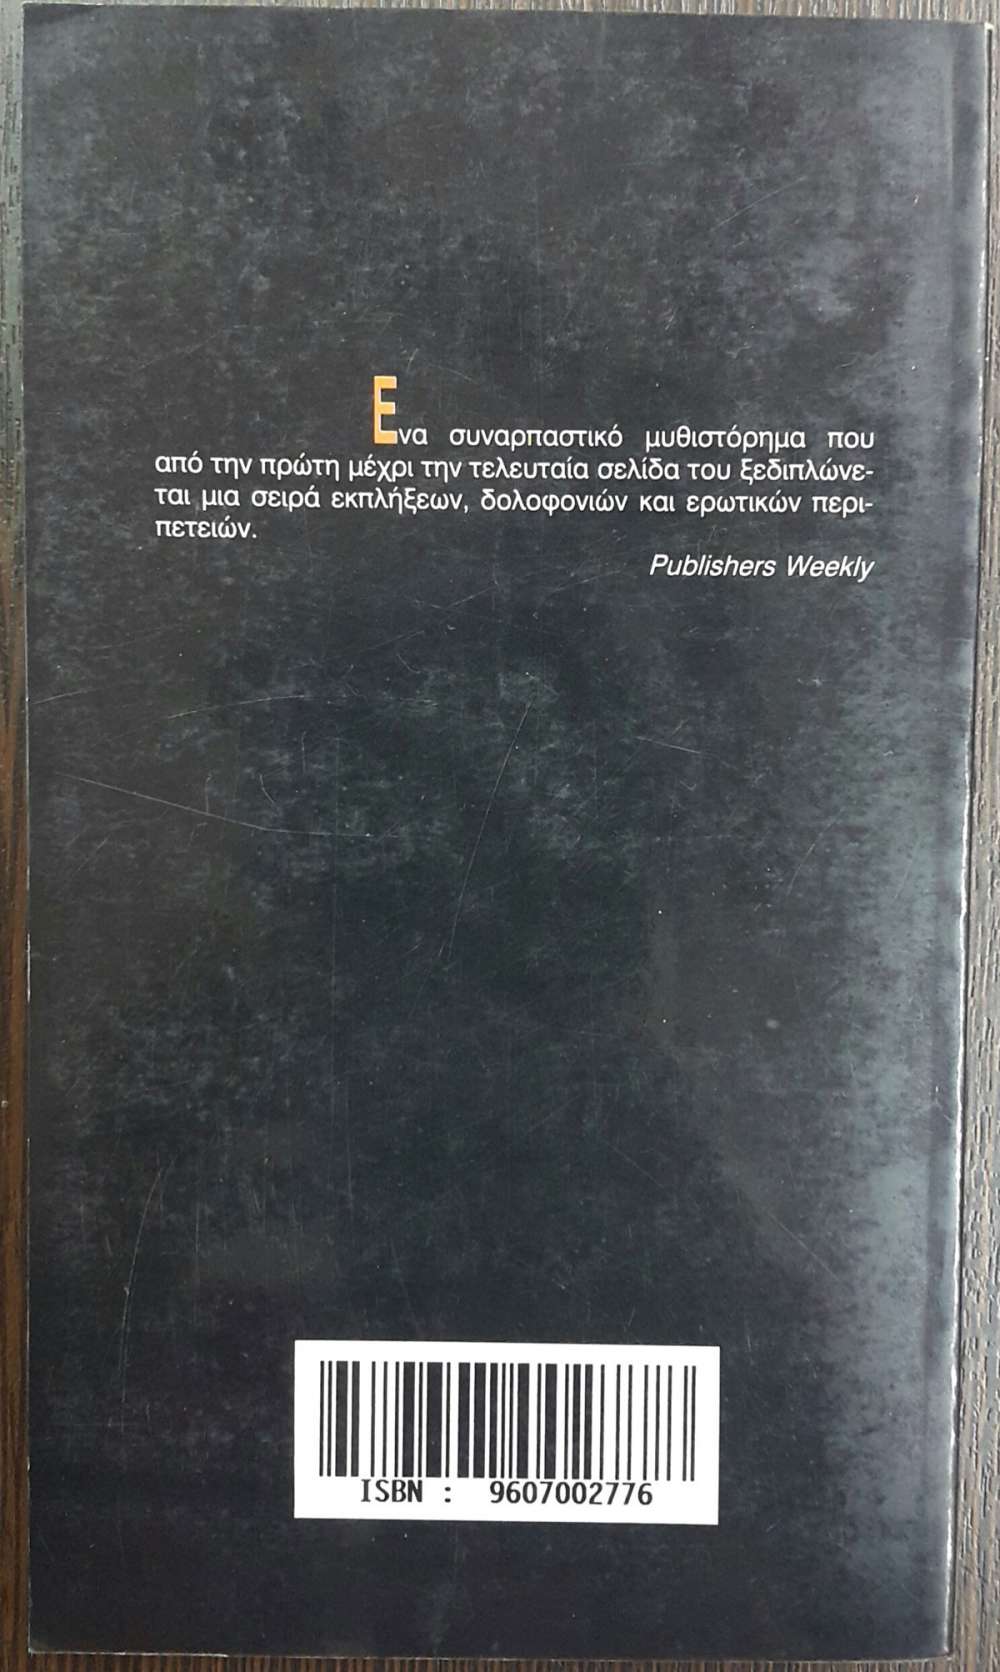 Ενα συναρπαστικό μυθιστόρημα που
από την πρώτη μέχρι την τελευταία σελίδα του ξεδιπλώνε-
ται μια σειρά εκπλήξεων, δολοφονιών και ερωτικών περι-
πετειών.
Publishers Weekly
ISBN : 9607002776